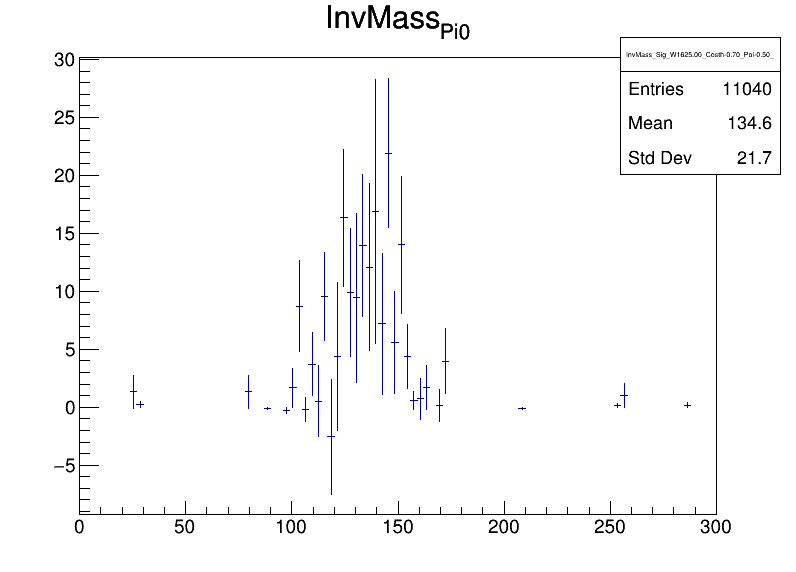 InvMass_Pi0
InvMass_Sig_W1625.00_Costh-0.70_Pol-0.50_
Entries 11040
Mean 134.6
Std Dev 21.7
30
25
20
15
10
5
0
−5
0 50 100 150 200 250 300